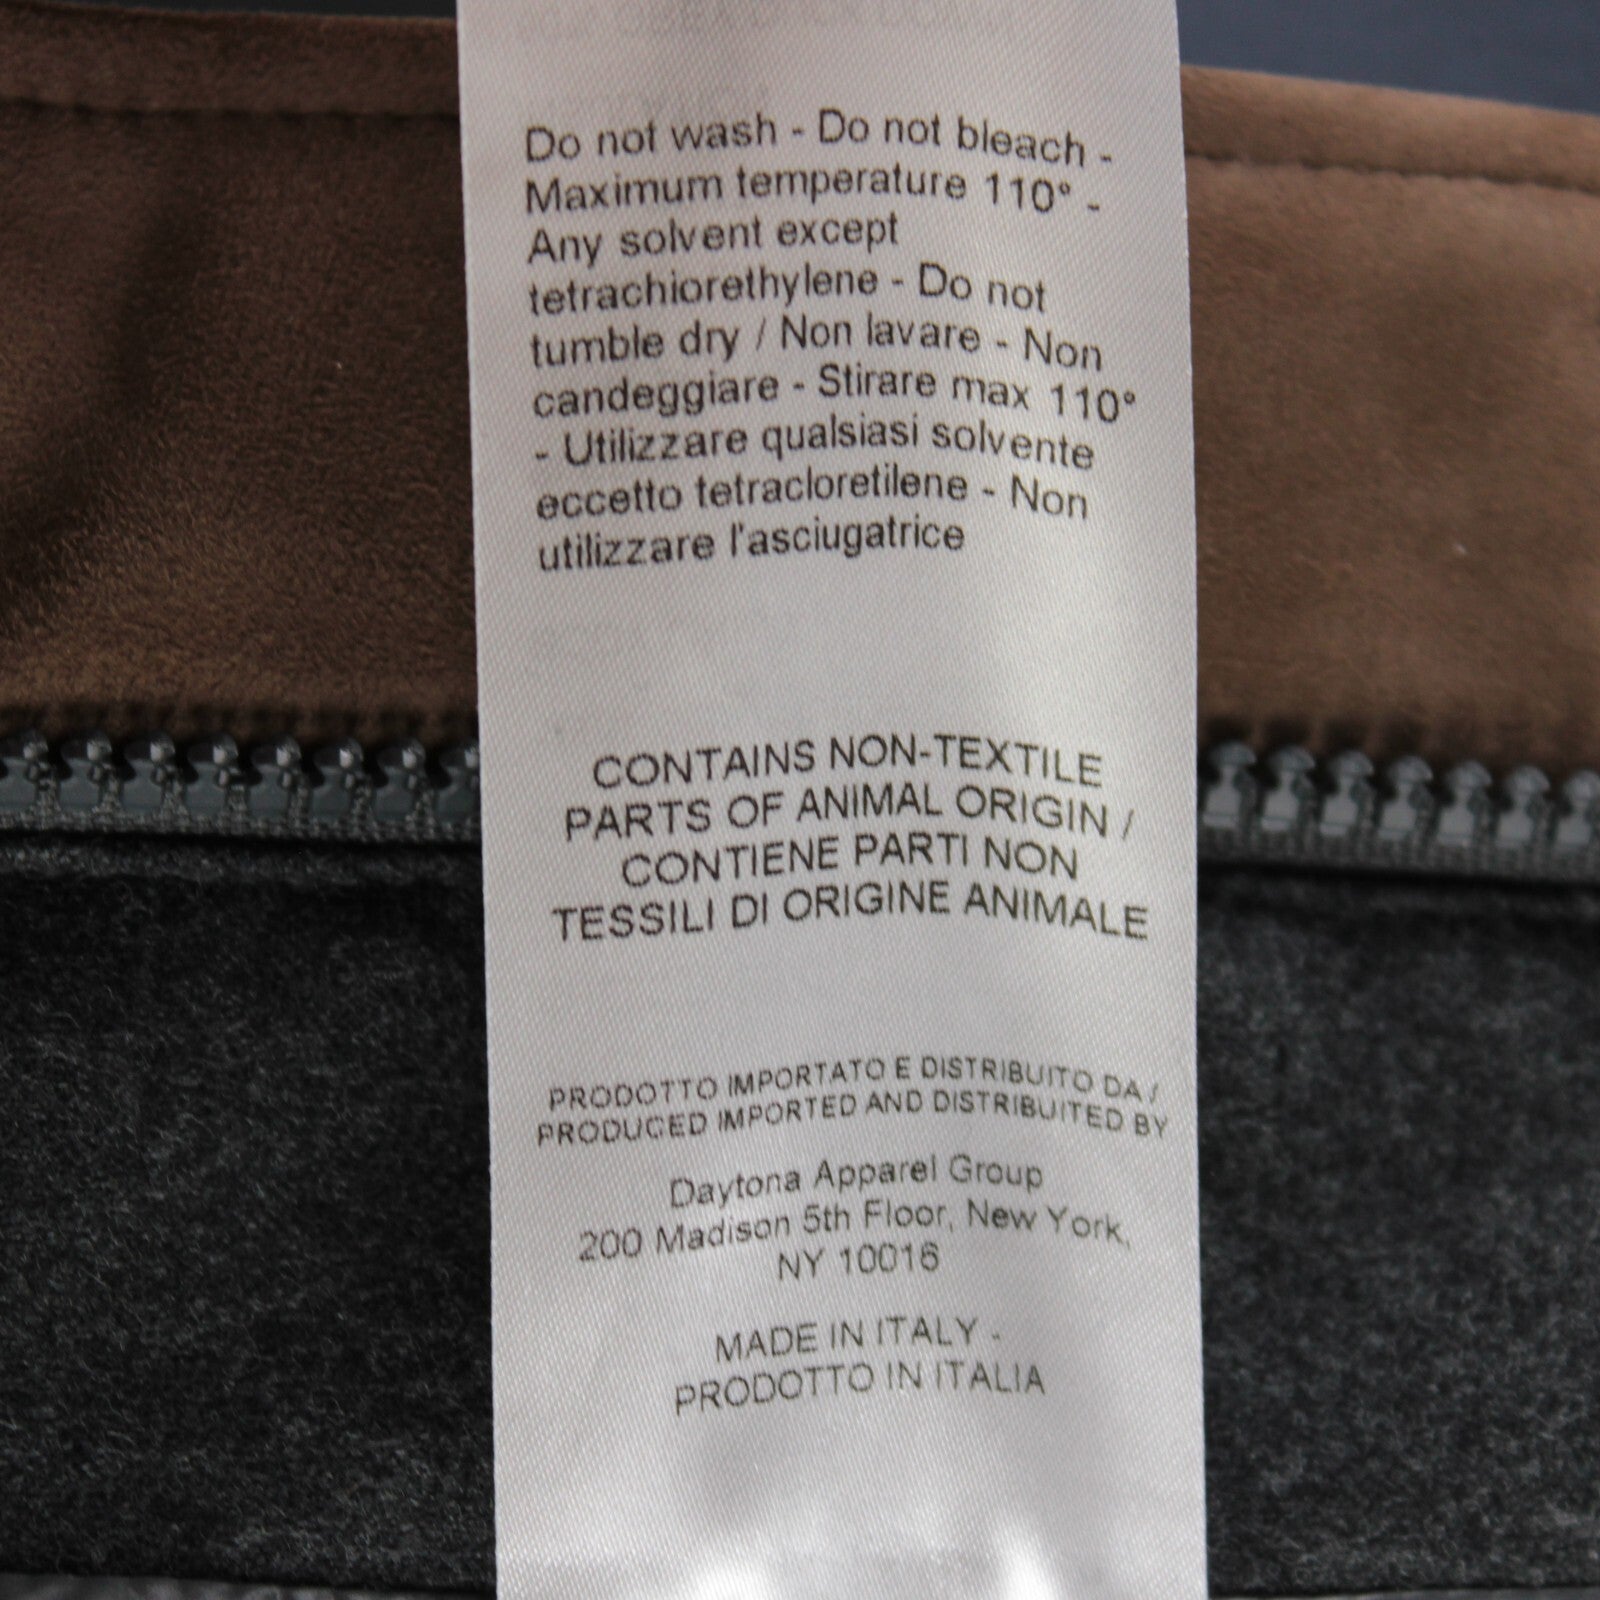 Do not wash - Do not bleach -
Maximum temperature 110° -
Any solvent except
tetrachiorethylene - Do not
tumble dry / Non lavare - Non
candeggiare - Stirare max 110°
- Utilizzare qualsiasi solvente
eccetto tetracloretilene - Non
utilizzare l'asciugatrice
CONTAINS NON-TEXTILE
PARTS OF ANIMAL ORIGIN /
CONTIENE PARTI NON
TESSILI DI ORIGINE ANIMALE
PRODOTTO IMPORTATO E DISTRIBUITO DA /
PRODUCED IMPORTED AND DISTRIBUITED BY
Daytona Apparel Group
200 Madison 5th Floor, New York,
NY 10016
MADE IN ITALY -
PRODOTTO IN ITALIA